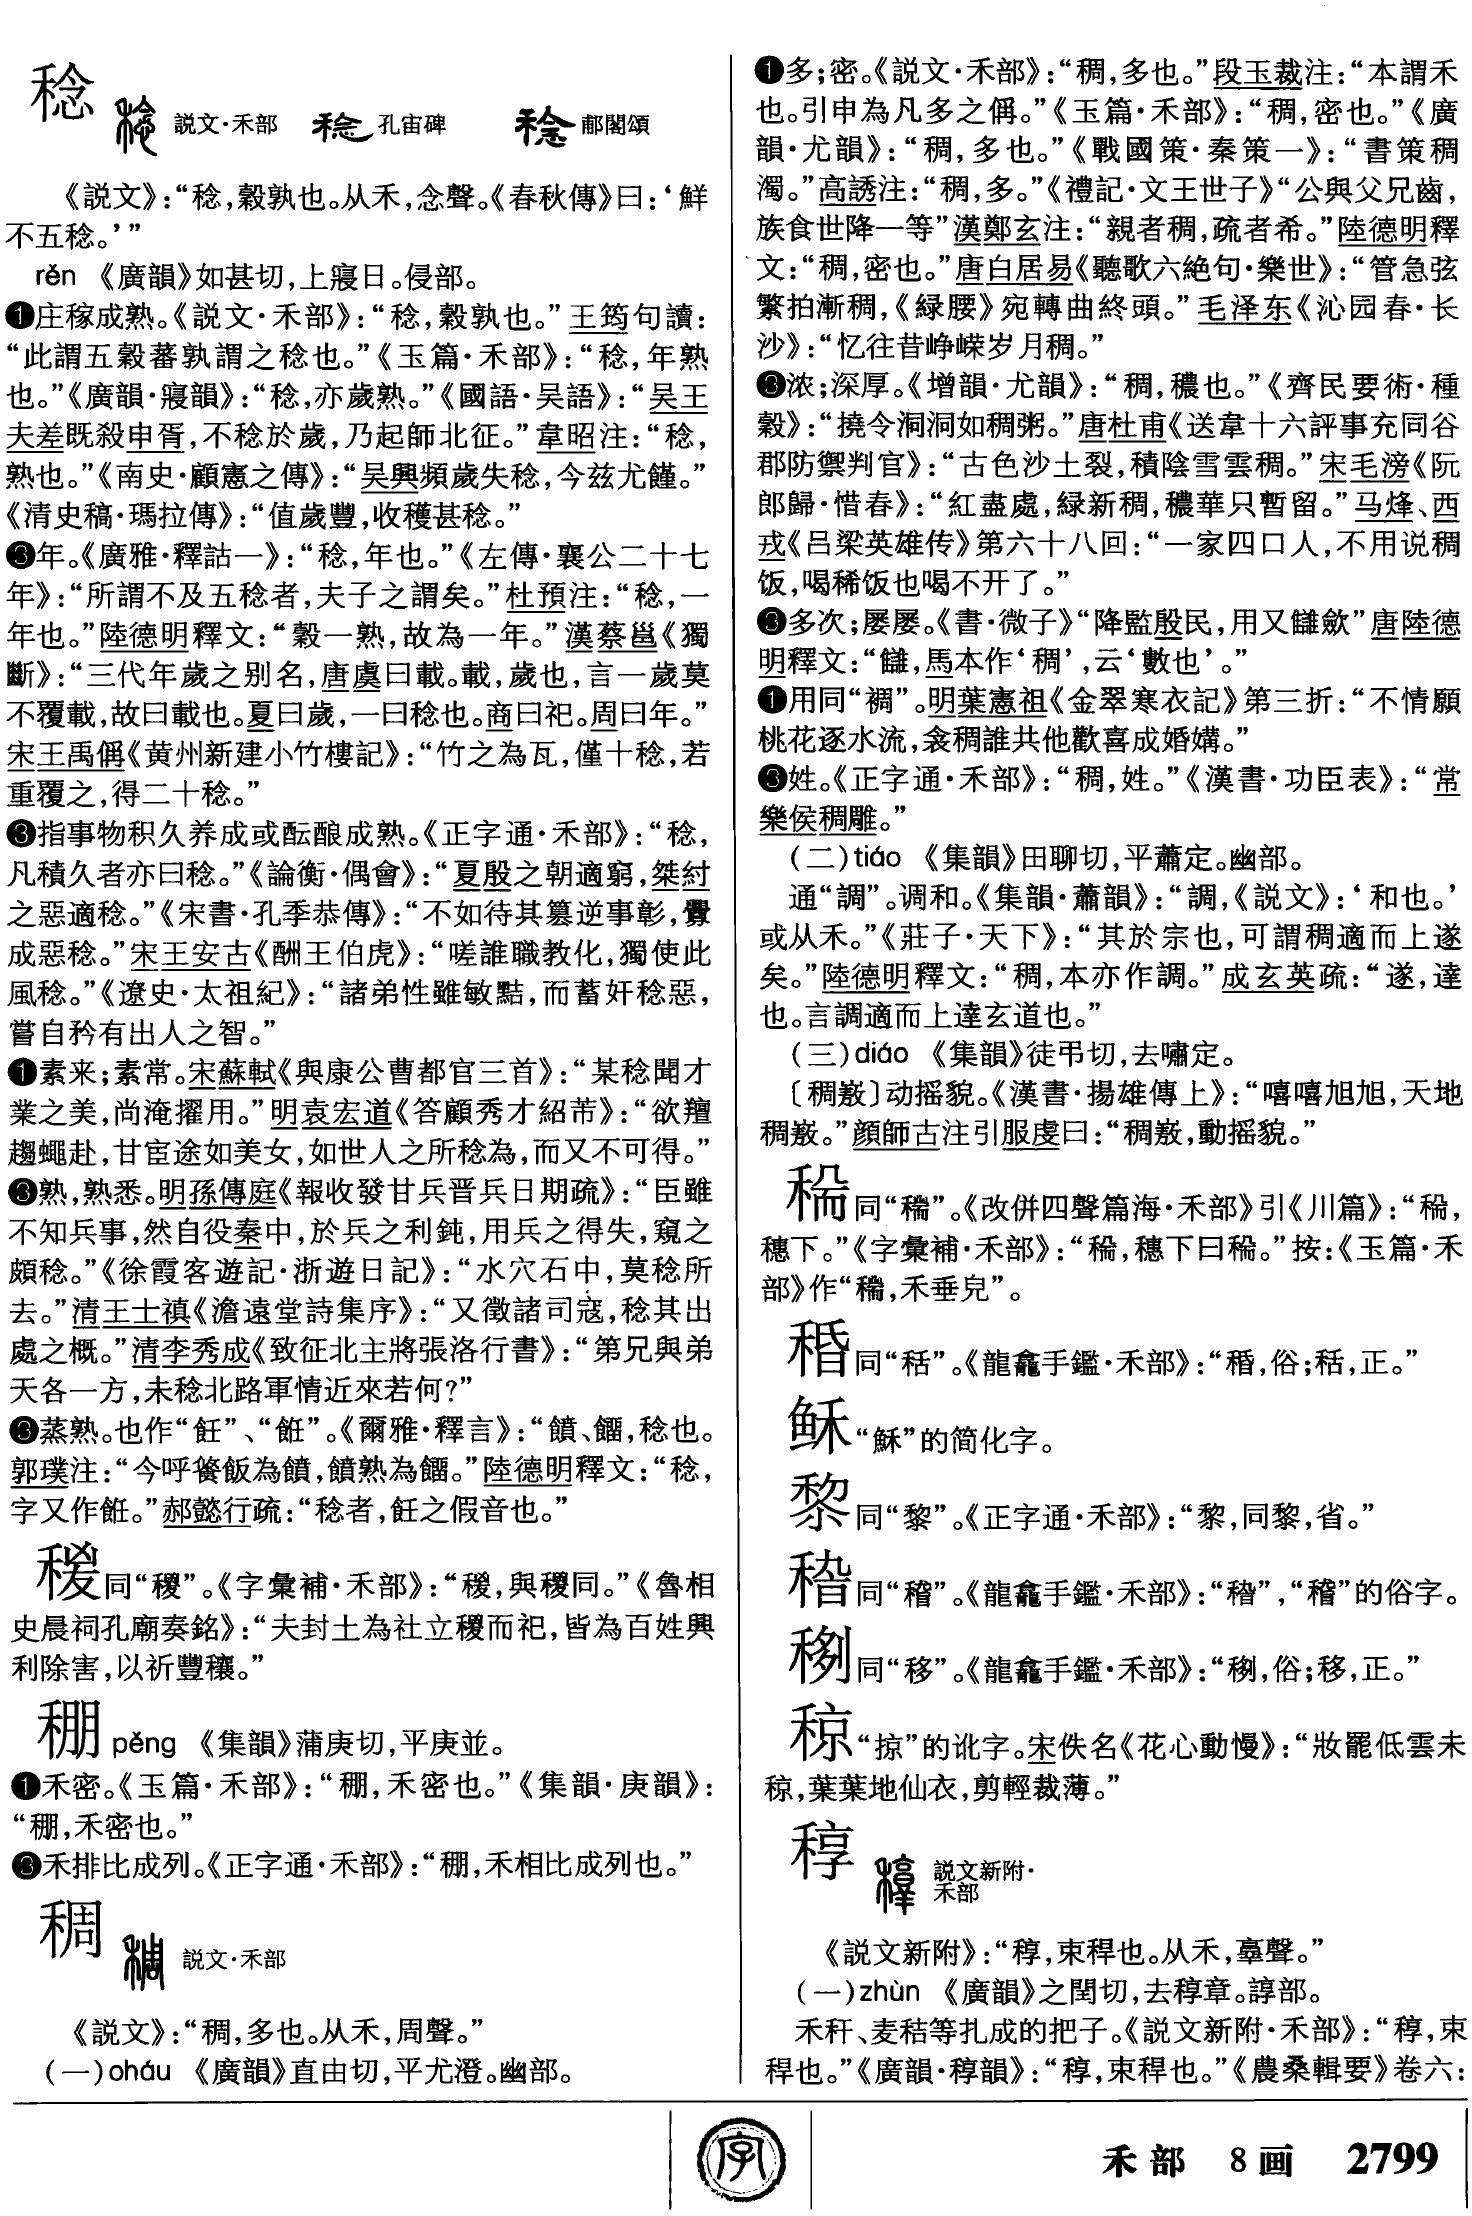 稔
説文·禾部 孔宙碑 郙閣頌
《説文》：“稔，穀孰也。从禾，念聲。《春秋傳》曰：‘鮮
不五稔。’”
rěn 《廣韻》如甚切，上寢日。侵部。
❶庄稼成熟。《説文·禾部》：“稔，穀孰也。”王筠句讀：
“此謂五穀蕃孰謂之稔也。”《玉篇·禾部》：“稔，年熟
也。”《廣韻·寢韻》：“稔，亦歲熟。”《國語·吴語》：“吴王
夫差既殺申胥，不稔於歲，乃起師北征。”韋昭注：“稔，
熟也。”《南史·顧憲之傳》：“吴興頻歲失稔，今兹尤饉。”
《清史稿·瑪拉傳》：“值歲豐，收穫甚稔。”
❸年。《廣雅·釋詁一》：“稔，年也。”《左傳·襄公二十七
年》：“所謂不及五稔者，夫子之謂矣。”杜預注：“稔，一
年也。”陸德明釋文：“穀一熟，故為一年。”漢蔡邕《獨
斷》：“三代年歲之别名，唐虞曰載。載，歲也，言一歲莫
不覆載，故曰載也。夏曰歲，一曰稔也。商曰祀。周曰年。”
宋王禹偁《黄州新建小竹樓記》：“竹之為瓦，僅十稔，若
重覆之，得二十稔。”
❸指事物积久养成或酝酿成熟。《正字通·禾部》：“稔，
凡積久者亦曰稔。”《論衡·偶會》：“夏殷之朝適窮，桀紂
之惡適稔。”《宋書·孔季恭傳》：“不如待其篡逆事彰，釁
成惡稔。”宋王安古《酬王伯虎》：“嗟誰職教化，獨使此
風稔。”《遼史·太祖紀》：“諸弟性雖敏黠，而蓄奸稔惡，
嘗自矜有出人之智。”
❶素来；素常。宋蘇軾《與康公曹都官三首》：“某稔聞才
業之美，尚淹擢用。”明袁宏道《答顧秀才紹芾》：“欲羶
趨蠅赴，甘宦途如美女，如世人之所稔為，而又不可得。”
❸熟，熟悉。明孫傳庭《報收發甘兵晋兵日期疏》：“臣雖
不知兵事，然自役秦中，於兵之利鈍，用兵之得失，窺之
頗稔。”《徐霞客遊記·浙遊日記》：“水穴石中，莫稔所
去。”清王士禛《澹遠堂詩集序》：“又徵諸司寇，稔其出
處之概。”清李秀成《致征北主將張洛行書》：“第兄與弟
天各一方，未稔北路軍情近來若何?”
❸蒸熟。也作“飪”、“餁”。《爾雅·釋言》：“饙、餾，稔也。
郭璞注：“今呼餐飯為饙，饙熟為餾。”陸德明釋文：“稔，
字又作餁。”郝懿行疏：“稔者，飪之假音也。”
稯同“稷”。《字彙補·禾部》：“稯，與稷同。”《魯相
史晨祠孔廟奏銘》：“夫封土為社立稷而祀，皆為百姓興
利除害，以祈豐穰。”
稝 pěng 《集韻》蒲庚切，平庚並。
❶禾密。《玉篇·禾部》：“稝，禾密也。”《集韻·庚韻》：
“稝，禾密也。”
❸禾排比成列。《正字通·禾部》：“稝，禾相比成列也。”
稠
説文·禾部
《説文》：“稠，多也。从禾，周聲。”
(一)oháu 《廣韻》直由切，平尤澄。幽部。
❶多；密。《説文·禾部》：“稠，多也。”段玉裁注：“本謂禾
也。引申為凡多之偁。”《玉篇·禾部》：“稠，密也。”《廣
韻·尤韻》：“稠，多也。”《戰國策·秦策一》：“書策稠
濁。”高誘注：“稠，多。”《禮記·文王世子》“公與父兄齒，
族食世降一等”漢鄭玄注：“親者稠，疏者希。”陸德明釋
文：“稠，密也。”唐白居易《聽歌六絶句·樂世》：“管急弦
繁拍漸稠，《緑腰》宛轉曲終頭。”毛泽东《沁园春·长
沙》：“忆往昔峥嵘岁月稠。”
❸浓；深厚。《增韻·尤韻》：“稠，穠也。”《齊民要術·種
穀》：“撓令洞洞如稠粥。”唐杜甫《送韋十六評事充同谷
郡防禦判官》：“古色沙土裂，積陰雪雲稠。”宋毛滂《阮
郎歸·惜春》：“紅盡處，緑新稠，穠華只暫留。”马烽、西
戎《吕梁英雄传》第六十八回：“一家四口人，不用说稠
饭，喝稀饭也喝不开了。”
❸多次；屡屡。《書·微子》“降監殷民，用又讎歛”唐陸德
明釋文：“讎，馬本作‘稠’，云‘數也’。”
❶用同“裯”。明葉憲祖《金翠寒衣記》第三折：“不情願
桃花逐水流，衾稠誰共他歡喜成婚媾。”
❸姓。《正字通·禾部》：“稠，姓。”《漢書·功臣表》：“常
樂侯稠雕。”
(二)tiáo 《集韻》田聊切，平蕭定。幽部。
通“調”。调和。《集韻·蕭韻》：“調，《説文》：‘和也。’
或从禾。”《莊子·天下》：“其於宗也，可謂稠適而上遂
矣。”陸德明釋文：“稠，本亦作調。”成玄英疏：“遂，達
也。言調適而上達玄道也。”
(三)diáo 《集韻》徒弔切，去嘯定。
〔稠㟼〕动摇貌。《漢書·揚雄傳上》：“嘻嘻旭旭，天地
稠㟼。”顔師古注引服虔曰：“稠㟼，動摇貌。”
同“穤”。《改併四聲篇海·禾部》引《川篇》：“
穗下。”《字彙補·禾部》：“ ，穗下曰 。”按：《玉篇·禾
部》作“ ，禾垂皃”。
稖同“秳”。《龍龕手鑑·禾部》：“ ，俗；秳，正。”
稣“穌”的简化字。
同“黎”。《正字通·禾部》：“ ，同黎，省。”
同“稽”。《龍龕手鑑·禾部》：“ ”，“稽”的俗字。
同“移”。《龍龕手鑑·禾部》：“ ，俗；移，正。”
稤“掠”的讹字。宋佚名《花心動慢》：“妝罷低雲未
稤，葉葉地仙衣，剪輕裁薄。”
稕
説文新附·
禾部
《説文新附》：“稕，束稈也。从禾，𦎫聲。”
(一)zhùn 《廣韻》之閏切，去稕章。諄部。
禾秆、麦秸等扎成的把子。《説文新附·禾部》：“稕，束
稈也。”《廣韻·稕韻》：“稕，束稈也。”《農桑輯要》卷六：
字
禾部 8画 2799